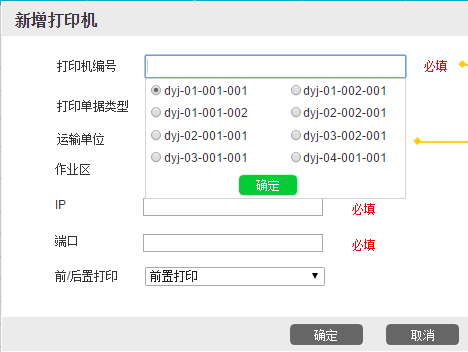 新增打印机
打印机编号 必填
dyj-01-001-001 dyj-01-002-001
打印单据类型 dyj-01-001-002 dyj-02-002-001
运输单位 dyj-02-001-001 dyj-03-002-001
作业区 dyj-03-001-001 dyj-04-001-001
确定
IP 必填
端口 必填
前/后置打印 前置打印
确定 取消